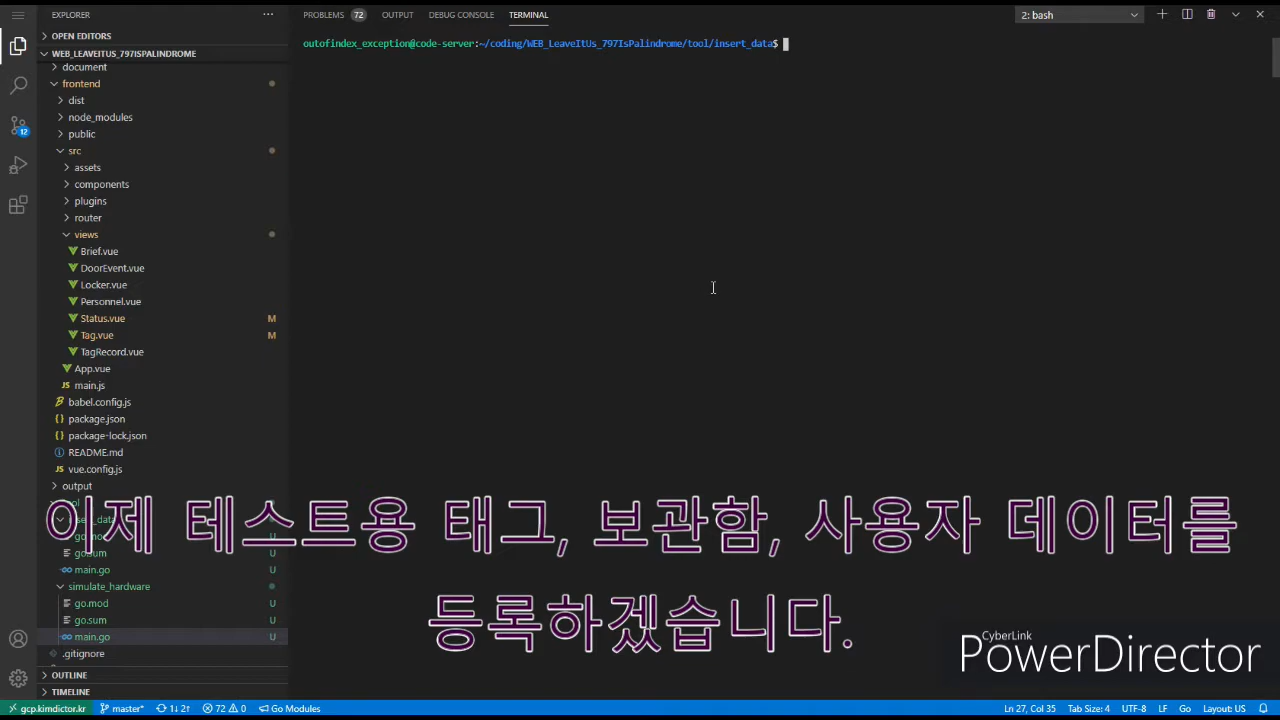 EXPLORER
PROBLEMS 72 OUTPUT DEBUG CONSOLE TERMINAL
2: bash
OPEN EDITORS
WEB_LEAVEITUS_797ISPALINDROME
outofindex_exception@code-server:~/coding/WEB_LeaveItUs_797IsPalindrome/tool/insert_data$
document
frontend
dist
node_modules
public
12
src
assets
components
plugins
router
views
Brief.vue
DoorEvent.vue
Locker.vue
Personnel.vue
Status.vue M
Tag.vue M
TagRecord.vue
App.vue
JS main.js
babel.config.js
package.json
package-lock.json
README.md
vue.config.js
output
이제 테스트용 태그, 보관함, 사용자 데이터를
등록하겠습니다.
main.go U
simulate_hardware
go.mod U
go.sum U
main.go U
.gitignore
CyberLink
PowerDirector
OUTLINE
TIMELINE
gcp.kimdictor.kr master* 1↓ 2↑ 72 0 Go Modules Ln 27, Col 35 Tab Size: 4 UTF-8 LF Go Layout: US